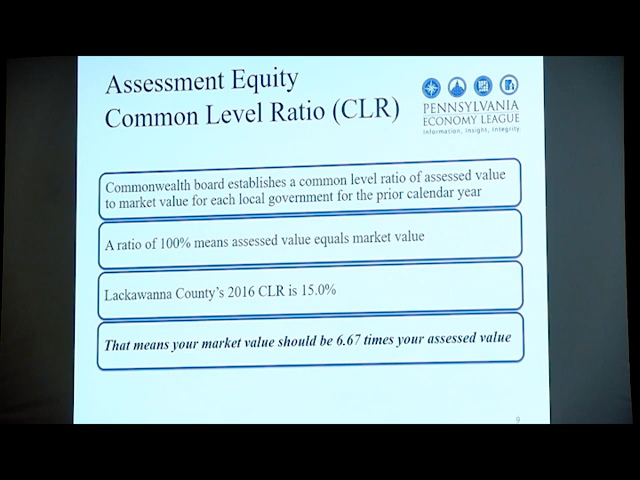 Assessment Equity
Common Level Ratio (CLR)
PENNSYLVANIA
ECONOMY LEAGUE
Information, Insight, Integrity
Commonwealth board establishes a common level ratio of assessed value
to market value for each local government for the prior calendar year
A ratio of 100% means assessed value equals market value
Lackawanna County's 2016 CLR is 15.0%
That means your market value should be 6.67 times your assessed value
9